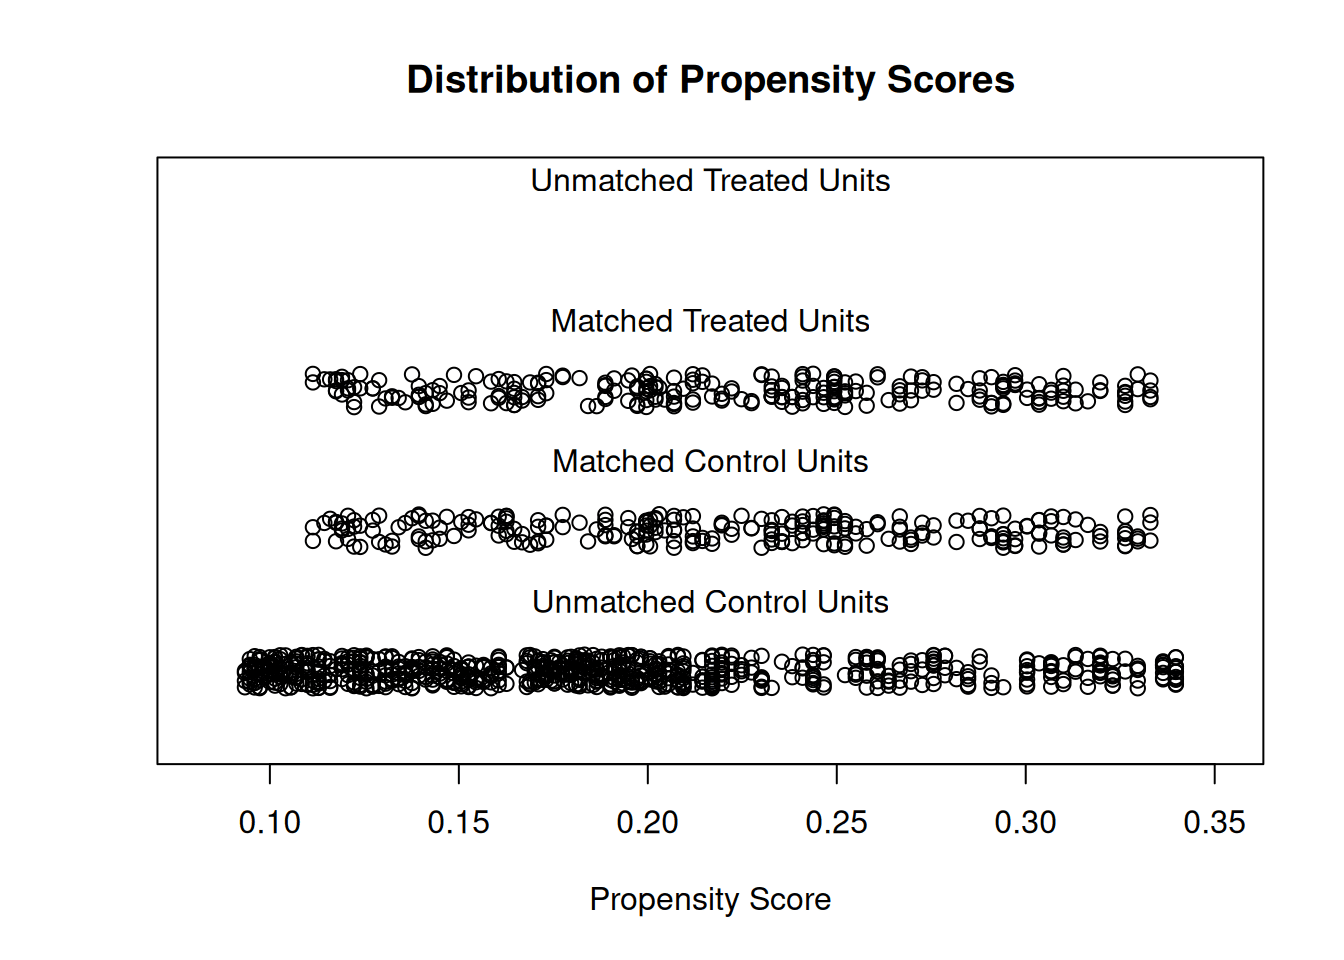 Distribution of Propensity Scores
Unmatched Treated Units
Matched Treated Units
Matched Control Units
Unmatched Control Units
0.10 0.15 0.20 0.25 0.30 0.35
Propensity Score